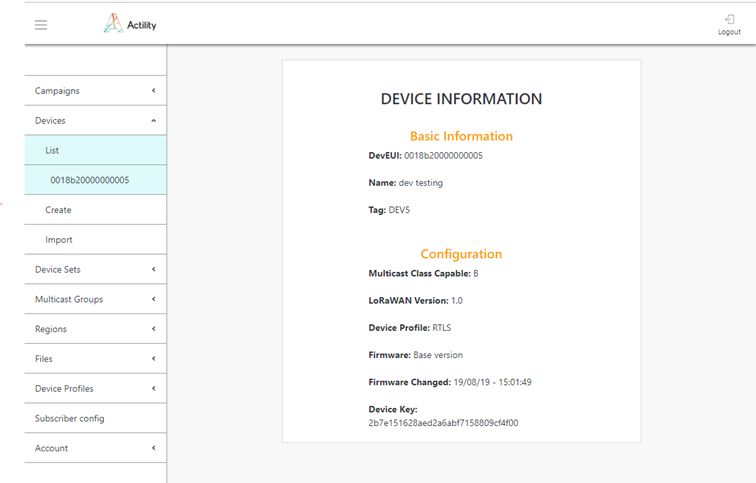 Actility
Logout
Campaigns
Devices
List
0018b20000000005
Create
Import
Device Sets
Multicast Groups
Regions
Files
Device Profiles
Subscriber config
Account
DEVICE INFORMATION
Basic Information
DevEUI: 0018b20000000005
Name: dev testing
Tag: DEV5
Configuration
Multicast Class Capable: B
LoRaWAN Version: 1.0
Device Profile: RTLS
Firmware: Base version
Firmware Changed: 19/08/19 - 15:01:49
Device Key:
2b7e151628aed2a6abf7158809cf4f00